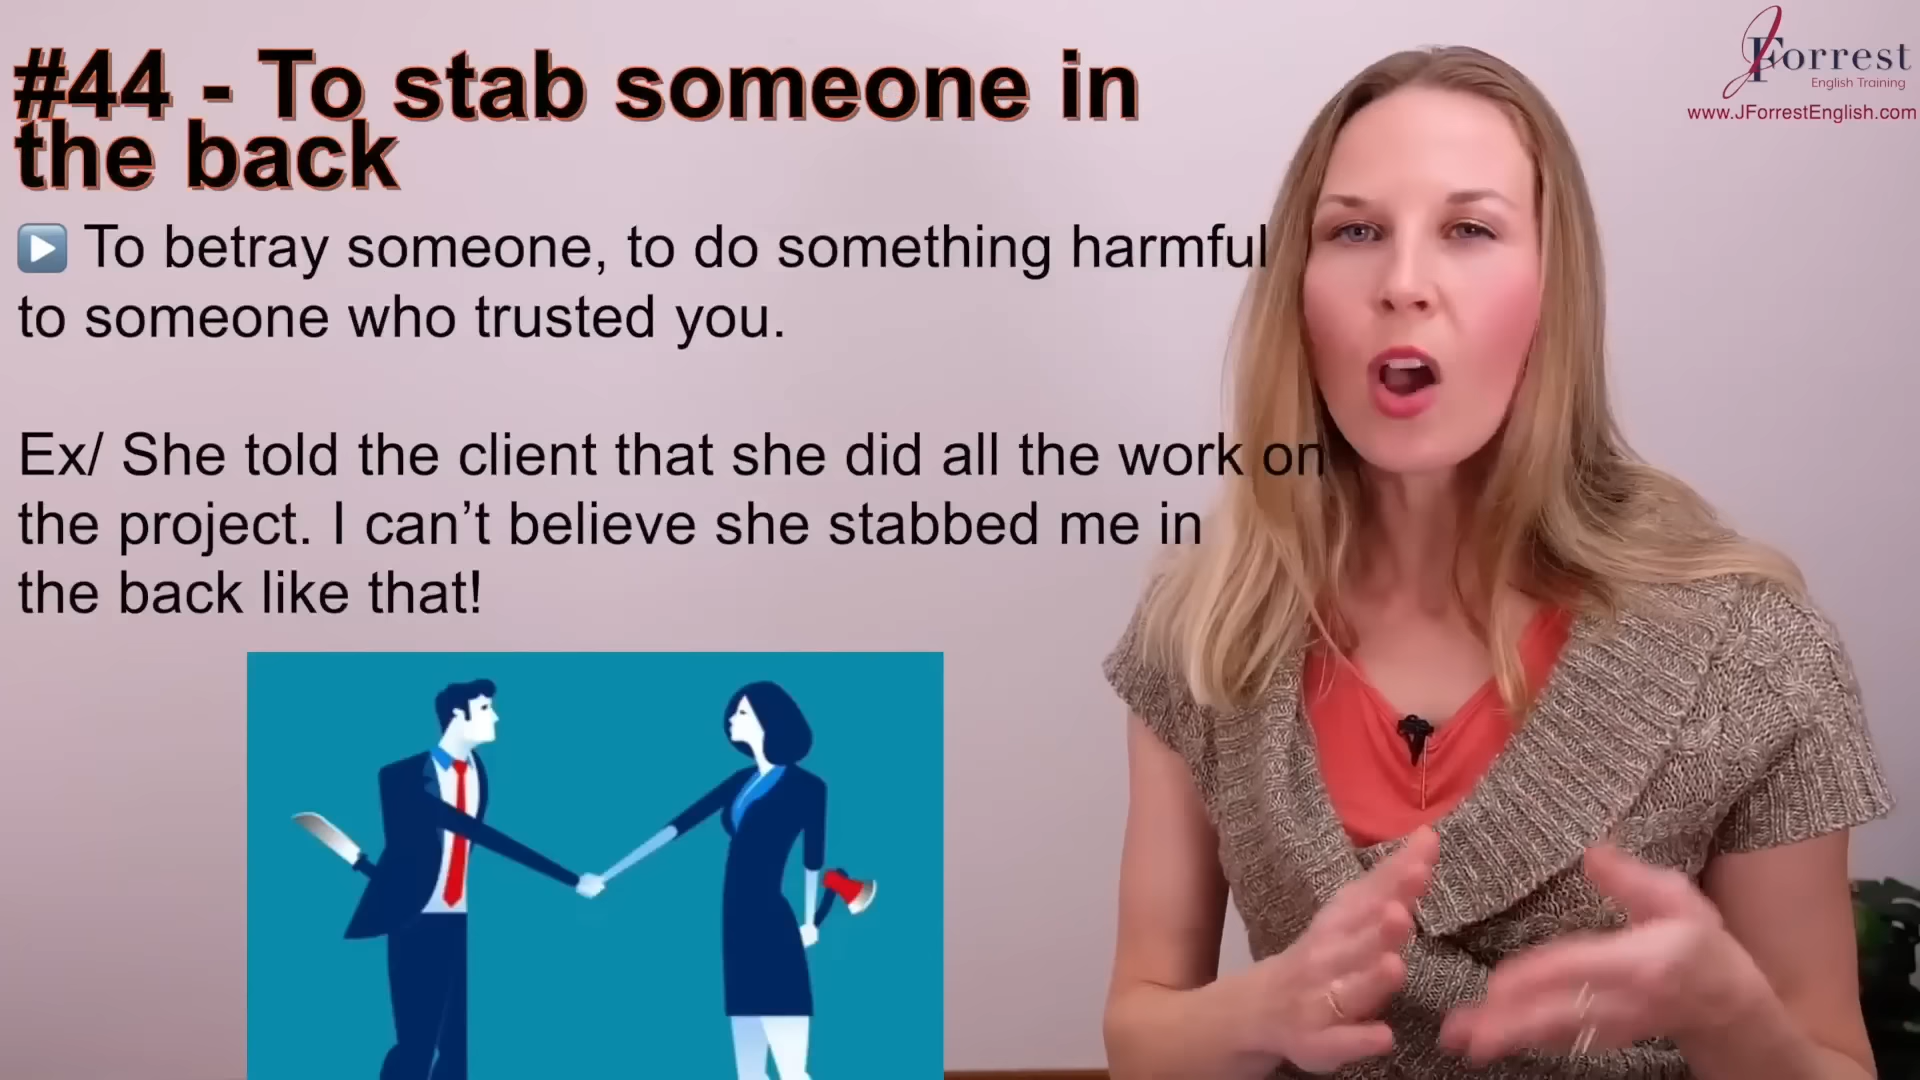 #44 - To stab someone in
the back
▶️ To betray someone, to do something harmful
to someone who trusted you.
Ex/ She told the client that she did all the work on
the project. I can’t believe she stabbed me in
the back like that!
JForrest
English Training
www.JForrestEnglish.com